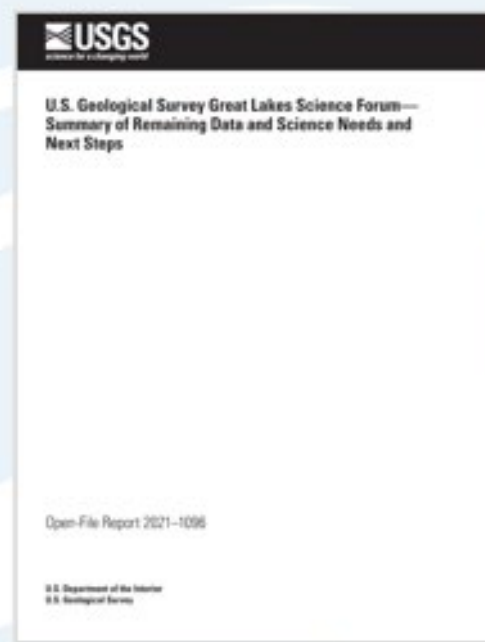 USGS
science for a changing world
U.S. Geological Survey Great Lakes Science Forum—
Summary of Remaining Data and Science Needs and
Next Steps
Open-File Report 2021–1096
U.S. Department of the Interior
U.S. Geological Survey